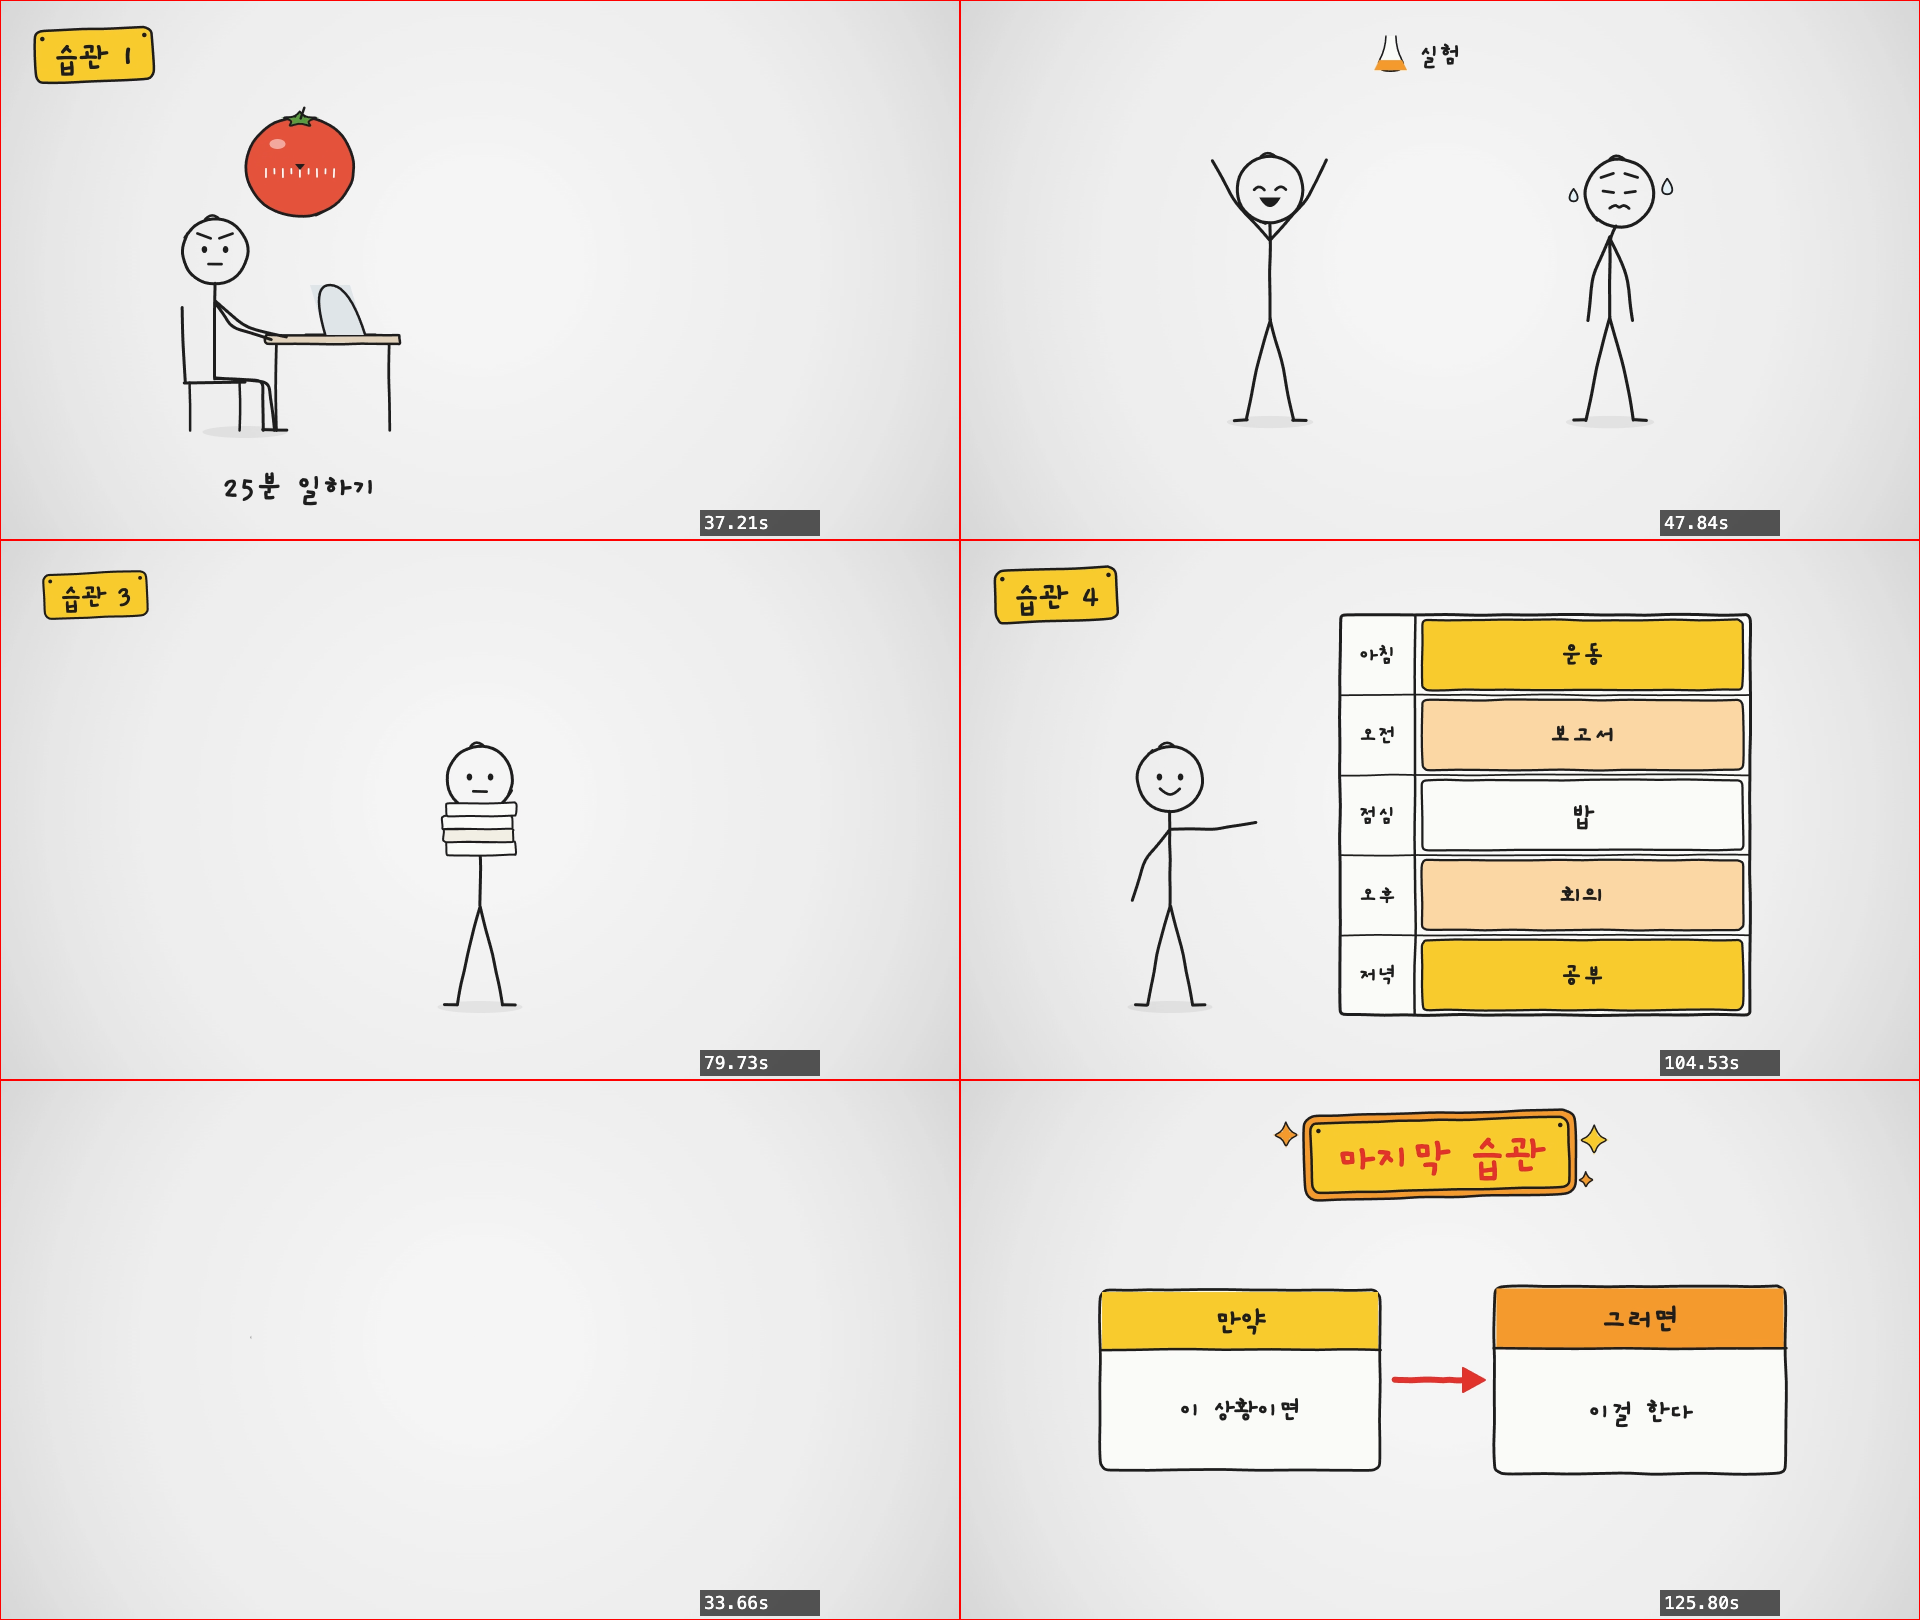 습관 1
25분 일하기
37.21s
실험
47.84s
습관 3
79.73s
습관 4
아침 운동
오전 보고서
점심 밥
오후 회의
저녁 공부
104.53s
33.66s
마지막 습관
만약
이 상황이면
그러면
이걸 한다
125.80s